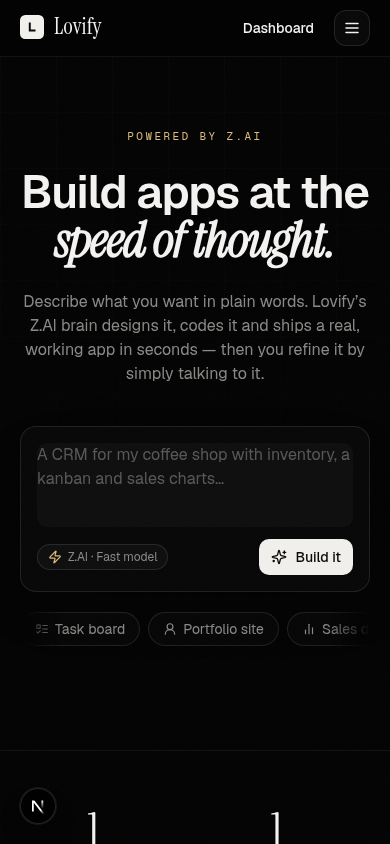 L Lovify
Dashboard
POWERED BY Z.AI
Build apps at the
speed of thought.
Describe what you want in plain words. Lovify's
Z.AI brain designs it, codes it and ships a real,
working app in seconds — then you refine it by
simply talking to it.
A CRM for my coffee shop with inventory, a
kanban and sales charts...
Z.AI · Fast model
Build it
Task board
Portfolio site
Sales
N